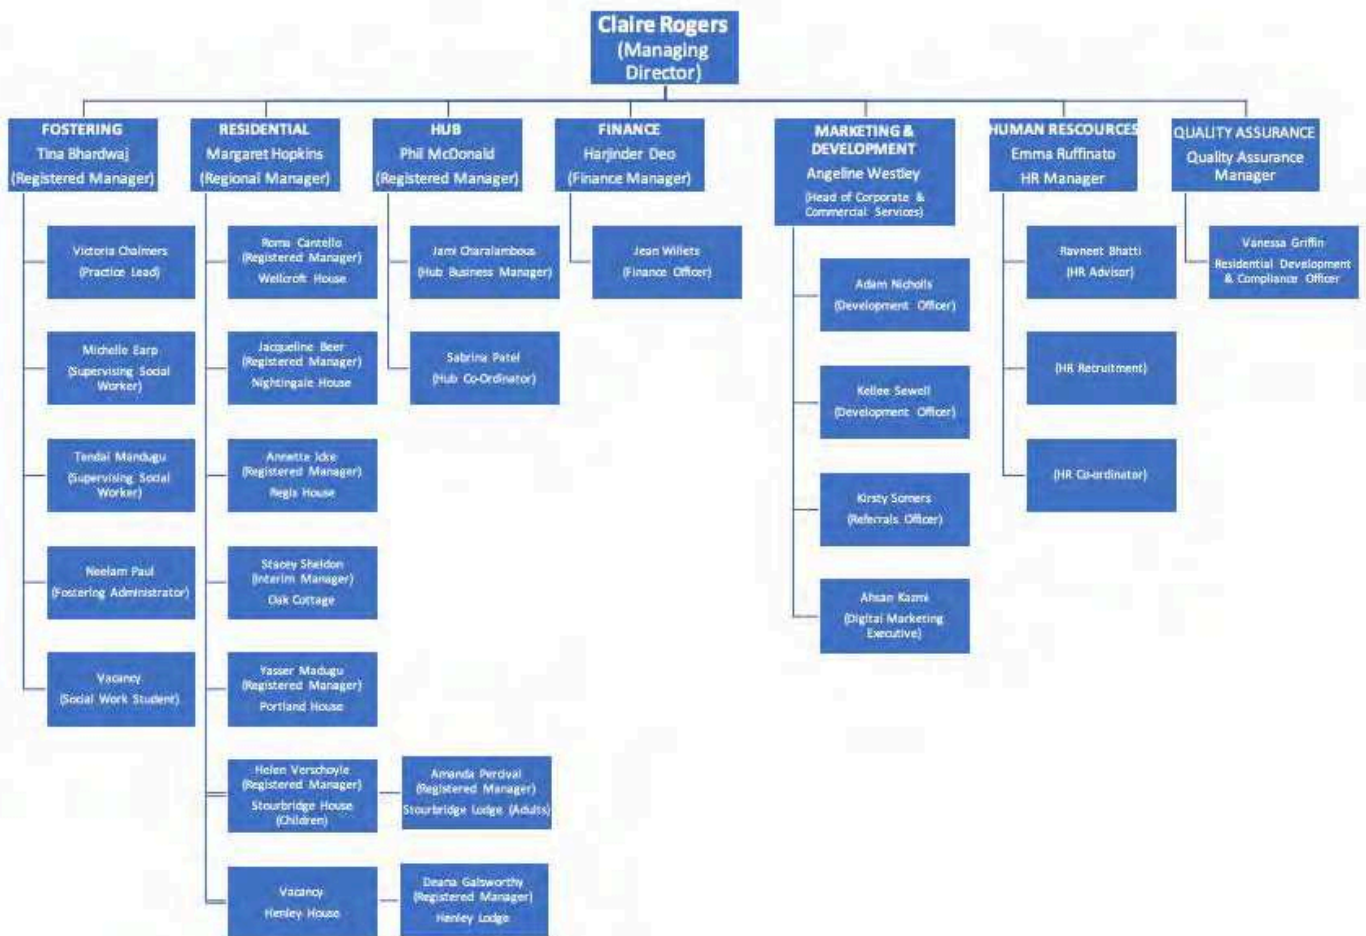 Claire Rogers
(Managing
Director)
FOSTERING
Tina Bhardwaj
(Registered Manager)
RESIDENTIAL
Margaret Hopkins
(Regional Manager)
HUB
Phil McDonald
(Registered Manager)
FINANCE
Harjinder Deo
(Finance Manager)
MARKETING &
DEVELOPMENT
Angeline Westley
(Head of Corporate &
Commercial Services)
HUMAN RESCOURCES
Emma Ruffinato
HR Manager
QUALITY ASSURANCE
Quality Assurance
Manager
Victoria Chalmers
(Practice Lead)
Michelle Earp
(Supervising Social
Worker)
Tendai Mandugu
(Supervising Social
Worker)
Neelam Paul
(Fostering Administrator)
Vacancy
(Social Work Student)
Roma Cantello
(Registered Manager)
Wellcroft House
Jacqueline Beer
(Registered Manager)
Nightingale House
Annette Icke
(Registered Manager)
Regis House
Stacey Sheldon
(Interim Manager)
Oak Cottage
Yasser Madugu
(Registered Manager)
Portland House
Helen Verschoyle
(Registered Manager)
Stourbridge House
(Children)
Amanda Percival
(Registered Manager)
Stourbridge Lodge (Adults)
Vacancy
Henley House
Deana Galsworthy
(Registered Manager)
Henley Lodge
Jami Charalambous
(Hub Business Manager)
Sabrina Patel
(Hub Co-Ordinator)
Jean Willets
(Finance Officer)
Adam Nicholls
(Development Officer)
Kellee Sewell
(Development Officer)
Kirsty Somers
(Referrals Officer)
Ahsan Kazmi
(Digital Marketing
Executive)
Ravneet Bhatti
(HR Advisor)
(HR Recruitment)
(HR Co-ordinator)
Vanessa Griffin
Residential Development
& Compliance Officer